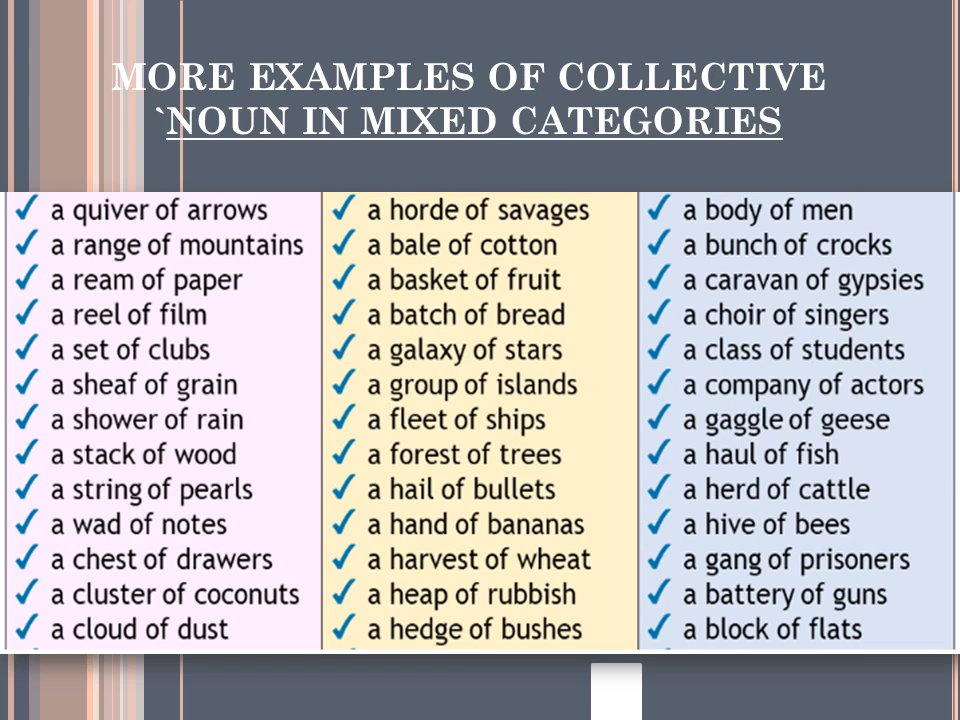 MORE EXAMPLES OF COLLECTIVE
`NOUN IN MIXED CATEGORIES
✓ a quiver of arrows
✓ a range of mountains
✓ a ream of paper
✓ a reel of film
✓ a set of clubs
✓ a sheaf of grain
✓ a shower of rain
✓ a stack of wood
✓ a string of pearls
✓ a wad of notes
✓ a chest of drawers
✓ a cluster of coconuts
✓ a cloud of dust
✓ a horde of savages
✓ a bale of cotton
✓ a basket of fruit
✓ a batch of bread
✓ a galaxy of stars
✓ a group of islands
✓ a fleet of ships
✓ a forest of trees
✓ a hail of bullets
✓ a hand of bananas
✓ a harvest of wheat
✓ a heap of rubbish
✓ a hedge of bushes
✓ a body of men
✓ a bunch of crocks
✓ a caravan of gypsies
✓ a choir of singers
✓ a class of students
✓ a company of actors
✓ a gaggle of geese
✓ a haul of fish
✓ a herd of cattle
✓ a hive of bees
✓ a gang of prisoners
✓ a battery of guns
✓ a block of flats